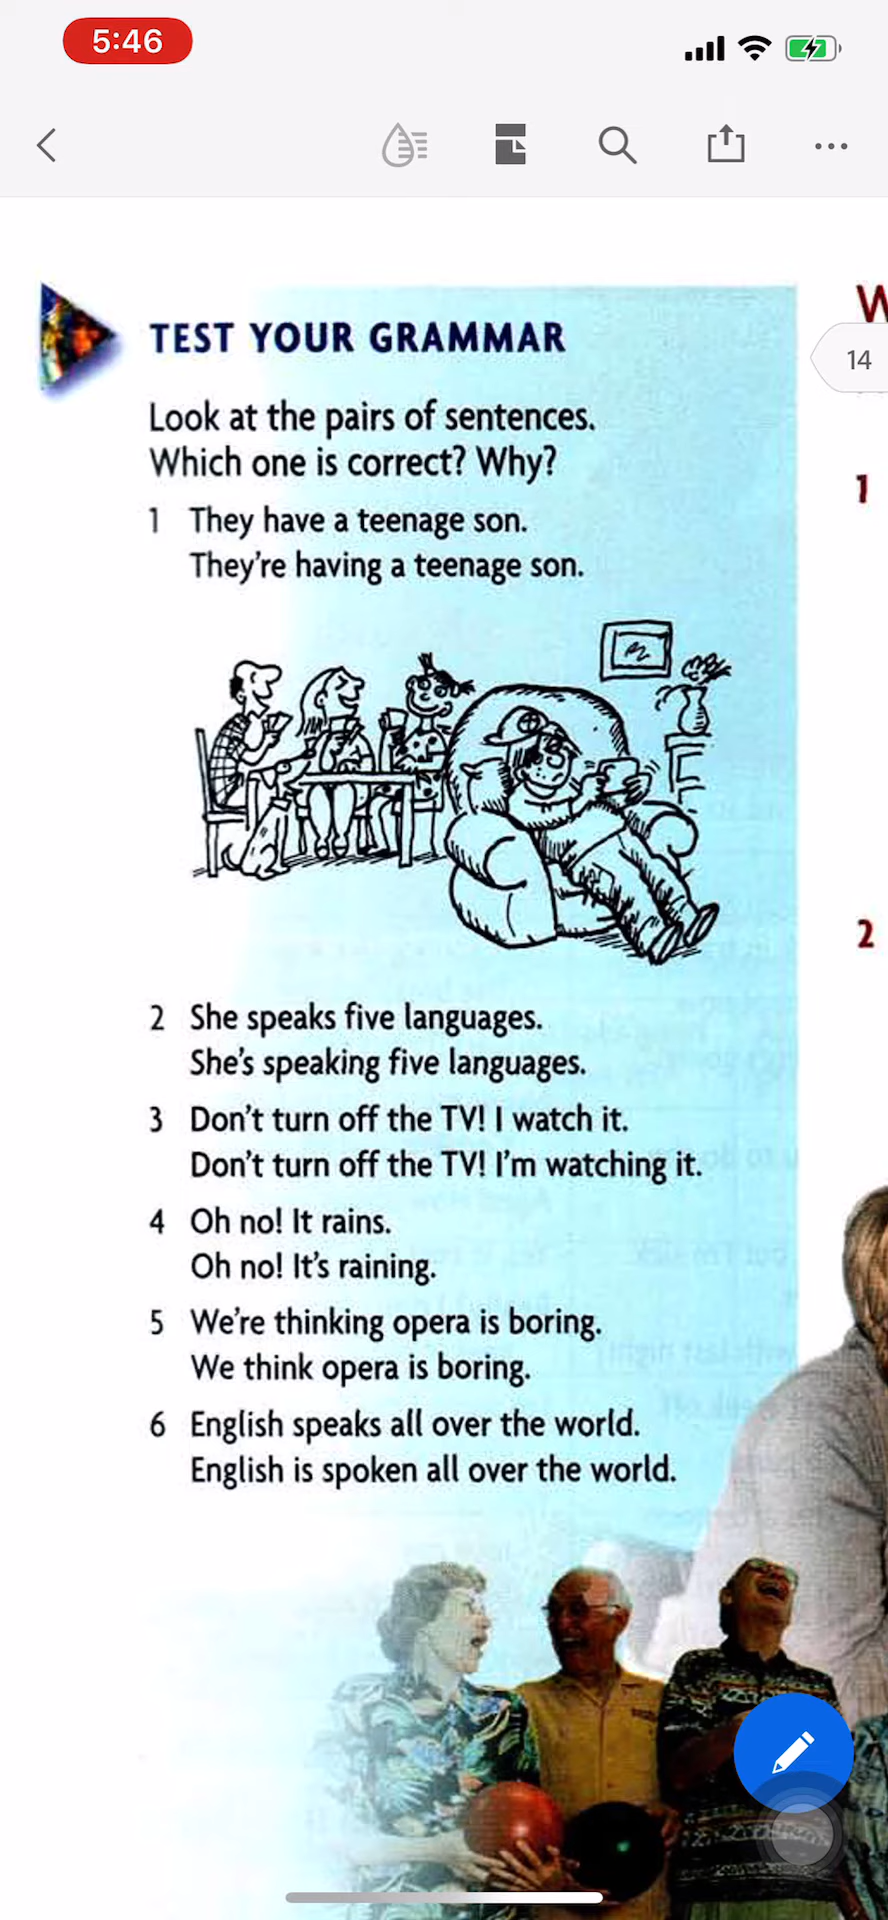 5:46
TEST YOUR GRAMMAR
14
Look at the pairs of sentences.
Which one is correct? Why?
1 They have a teenage son.
They're having a teenage son.
1
2
2 She speaks five languages.
She's speaking five languages.
3 Don't turn off the TV! I watch it.
Don't turn off the TV! I'm watching it.
4 Oh no! It rains.
Oh no! It's raining.
5 We're thinking opera is boring.
We think opera is boring.
6 English speaks all over the world.
English is spoken all over the world.